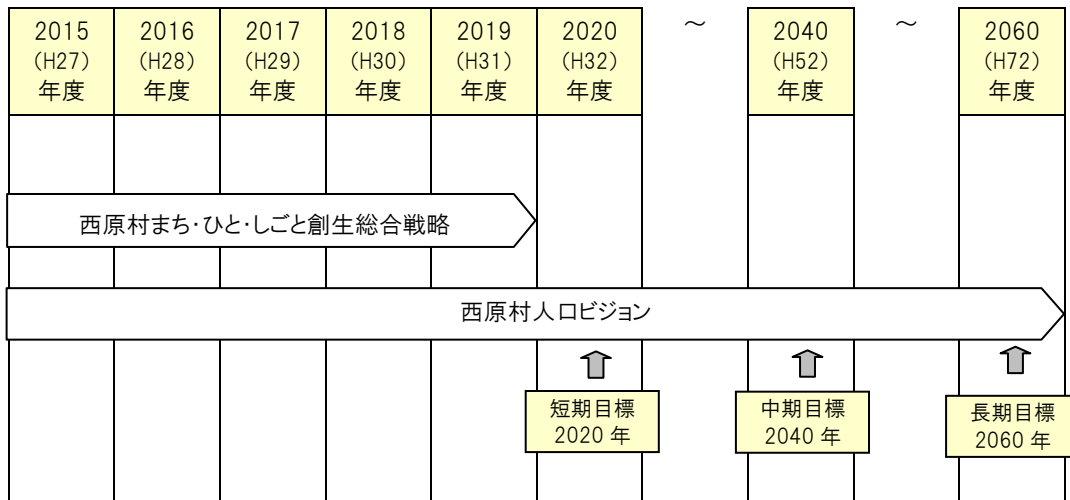 2015 2016 2017 2018 2019 2020 ～ 2040 ～ 2060
(H27) (H28) (H29) (H30) (H31) (H32) (H52) (H72)
年度 年度 年度 年度 年度 年度 年度 年度
西原村まち・ひと・しごと創生総合戦略
西原村人口ビジョン
短期目標 中期目標 長期目標
2020 年 2040 年 2060 年